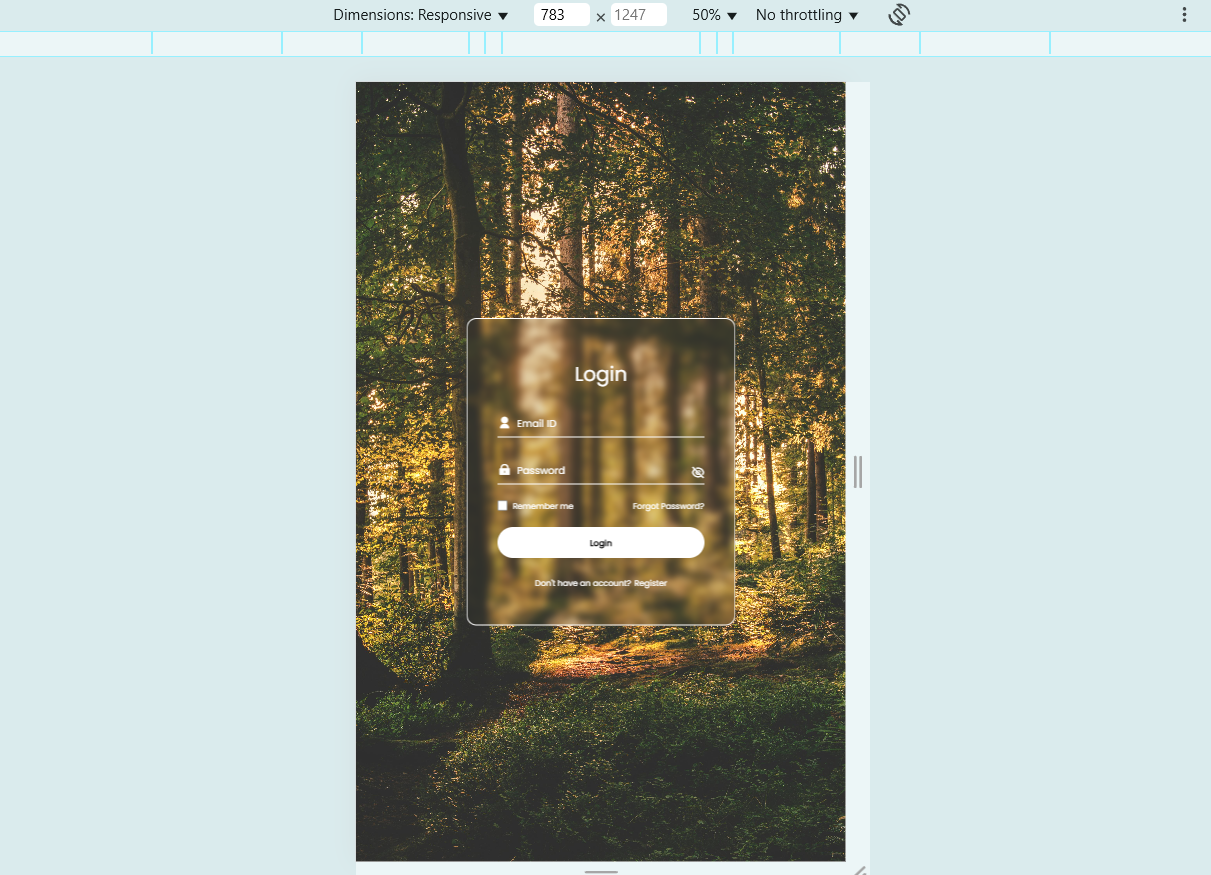 Dimensions: Responsive 783 × 1247 50% No throttling
Login
Email ID
Password
Remember me Forgot Password?
Login
Don't have an account? Register